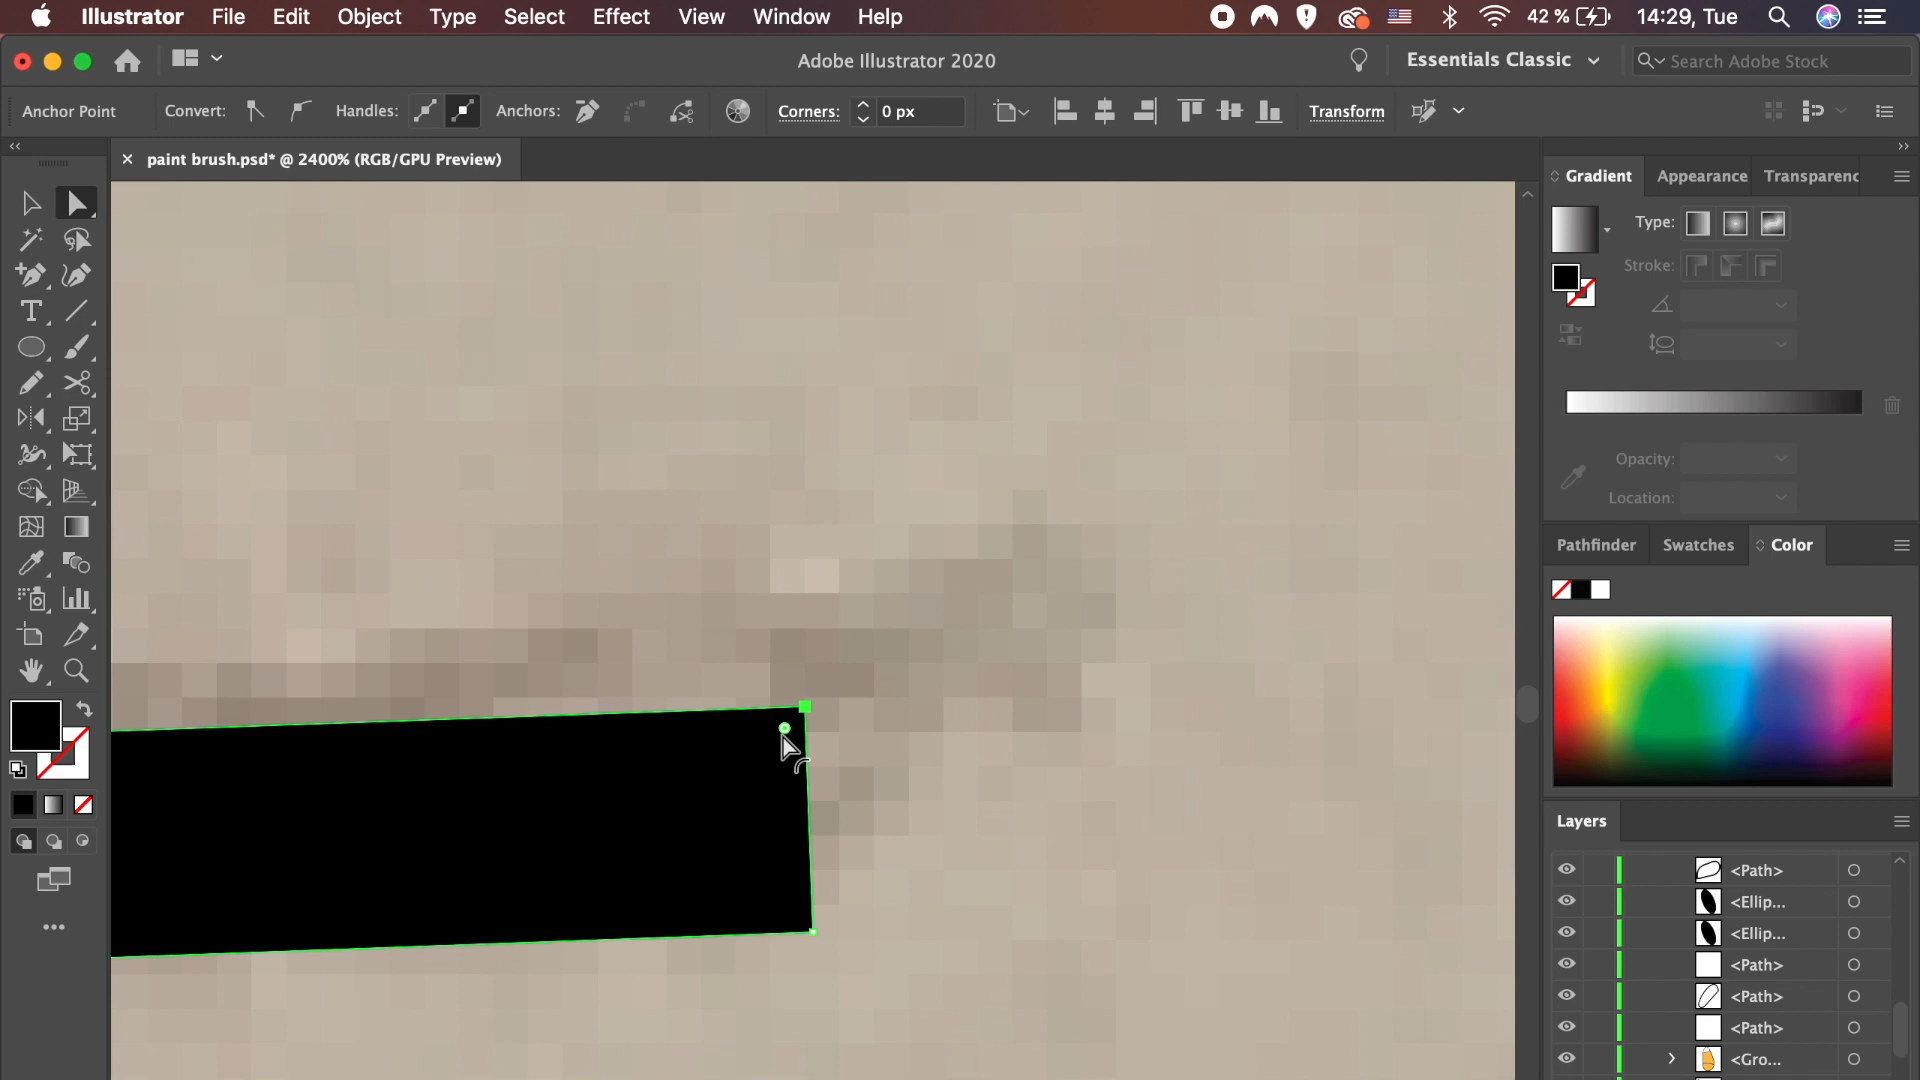 Illustrator File Edit Object Type Select Effect View Window Help 42 % 14:29, Tue
Adobe Illustrator 2020 Essentials Classic Search Adobe Stock
Anchor Point Convert: Handles: Anchors: Corners: 0 px Transform
paint brush.psd* @ 2400% (RGB/GPU Preview)
Gradient Appearance Transparenc
Type:
Stroke:
Opacity:
Location:
Pathfinder Swatches Color
Layers
<Path>
<Ellip...
<Ellip...
<Path>
<Path>
<Path>
<Gro...